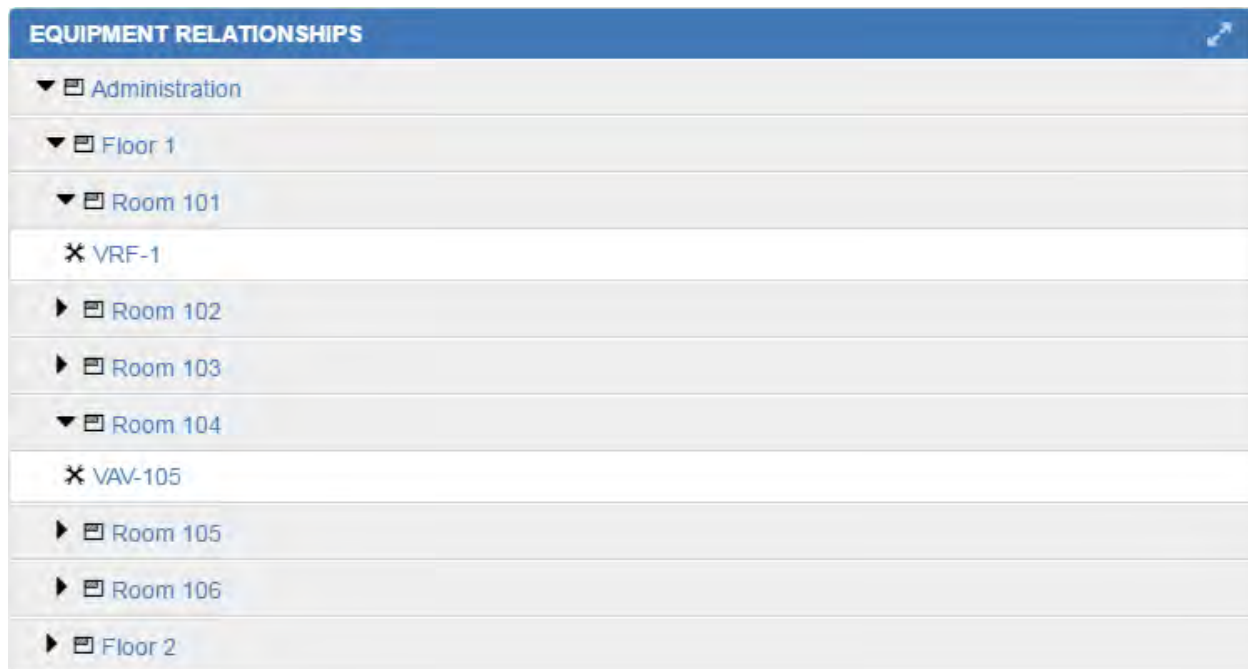 EQUIPMENT RELATIONSHIPS
Administration
Floor 1
Room 101
VRF-1
Room 102
Room 103
Room 104
VAV-105
Room 105
Room 106
Floor 2